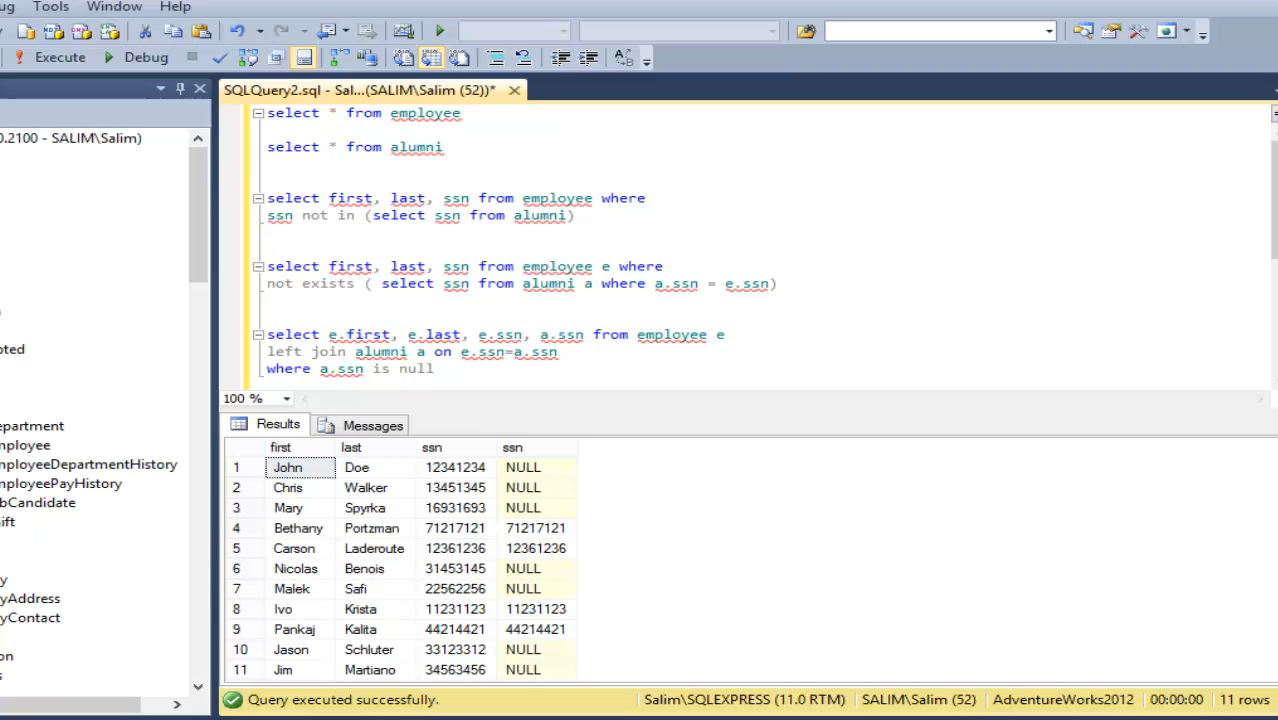 ug Tools Window Help
Execute Debug
SQLQuery2.sql - Sal...(SALIM\Salim (52))*
0.2100 - SALIM\Salim)
select * from employee
select * from alumni
select first, last, ssn from employee where
ssn not in (select ssn from alumni)
select first, last, ssn from employee e where
not exists ( select ssn from alumni a where a.ssn = e.ssn)
select e.first, e.last, e.ssn, a.ssn from employee e
left join alumni a on e.ssn=a.ssn
where a.ssn is null
pted
epartment
mployee
mployeeDepartmentHistory
mployeePayHistory
bCandidate
ift
y
yAddress
yContact
on
s
100 %
Results Messages
first last ssn ssn
1 John Doe 12341234 NULL
2 Chris Walker 13451345 NULL
3 Mary Spyrka 16931693 NULL
4 Bethany Portzman 71217121 71217121
5 Carson Laderoute 12361236 12361236
6 Nicolas Benois 31453145 NULL
7 Malek Safi 22562256 NULL
8 Ivo Krista 11231123 11231123
9 Pankaj Kalita 44214421 44214421
10 Jason Schluter 33123312 NULL
11 Jim Martiano 34563456 NULL
Query executed successfully. Salim\SQLEXPRESS (11.0 RTM) SALIM\Salim (52) AdventureWorks2012 00:00:00 11 rows